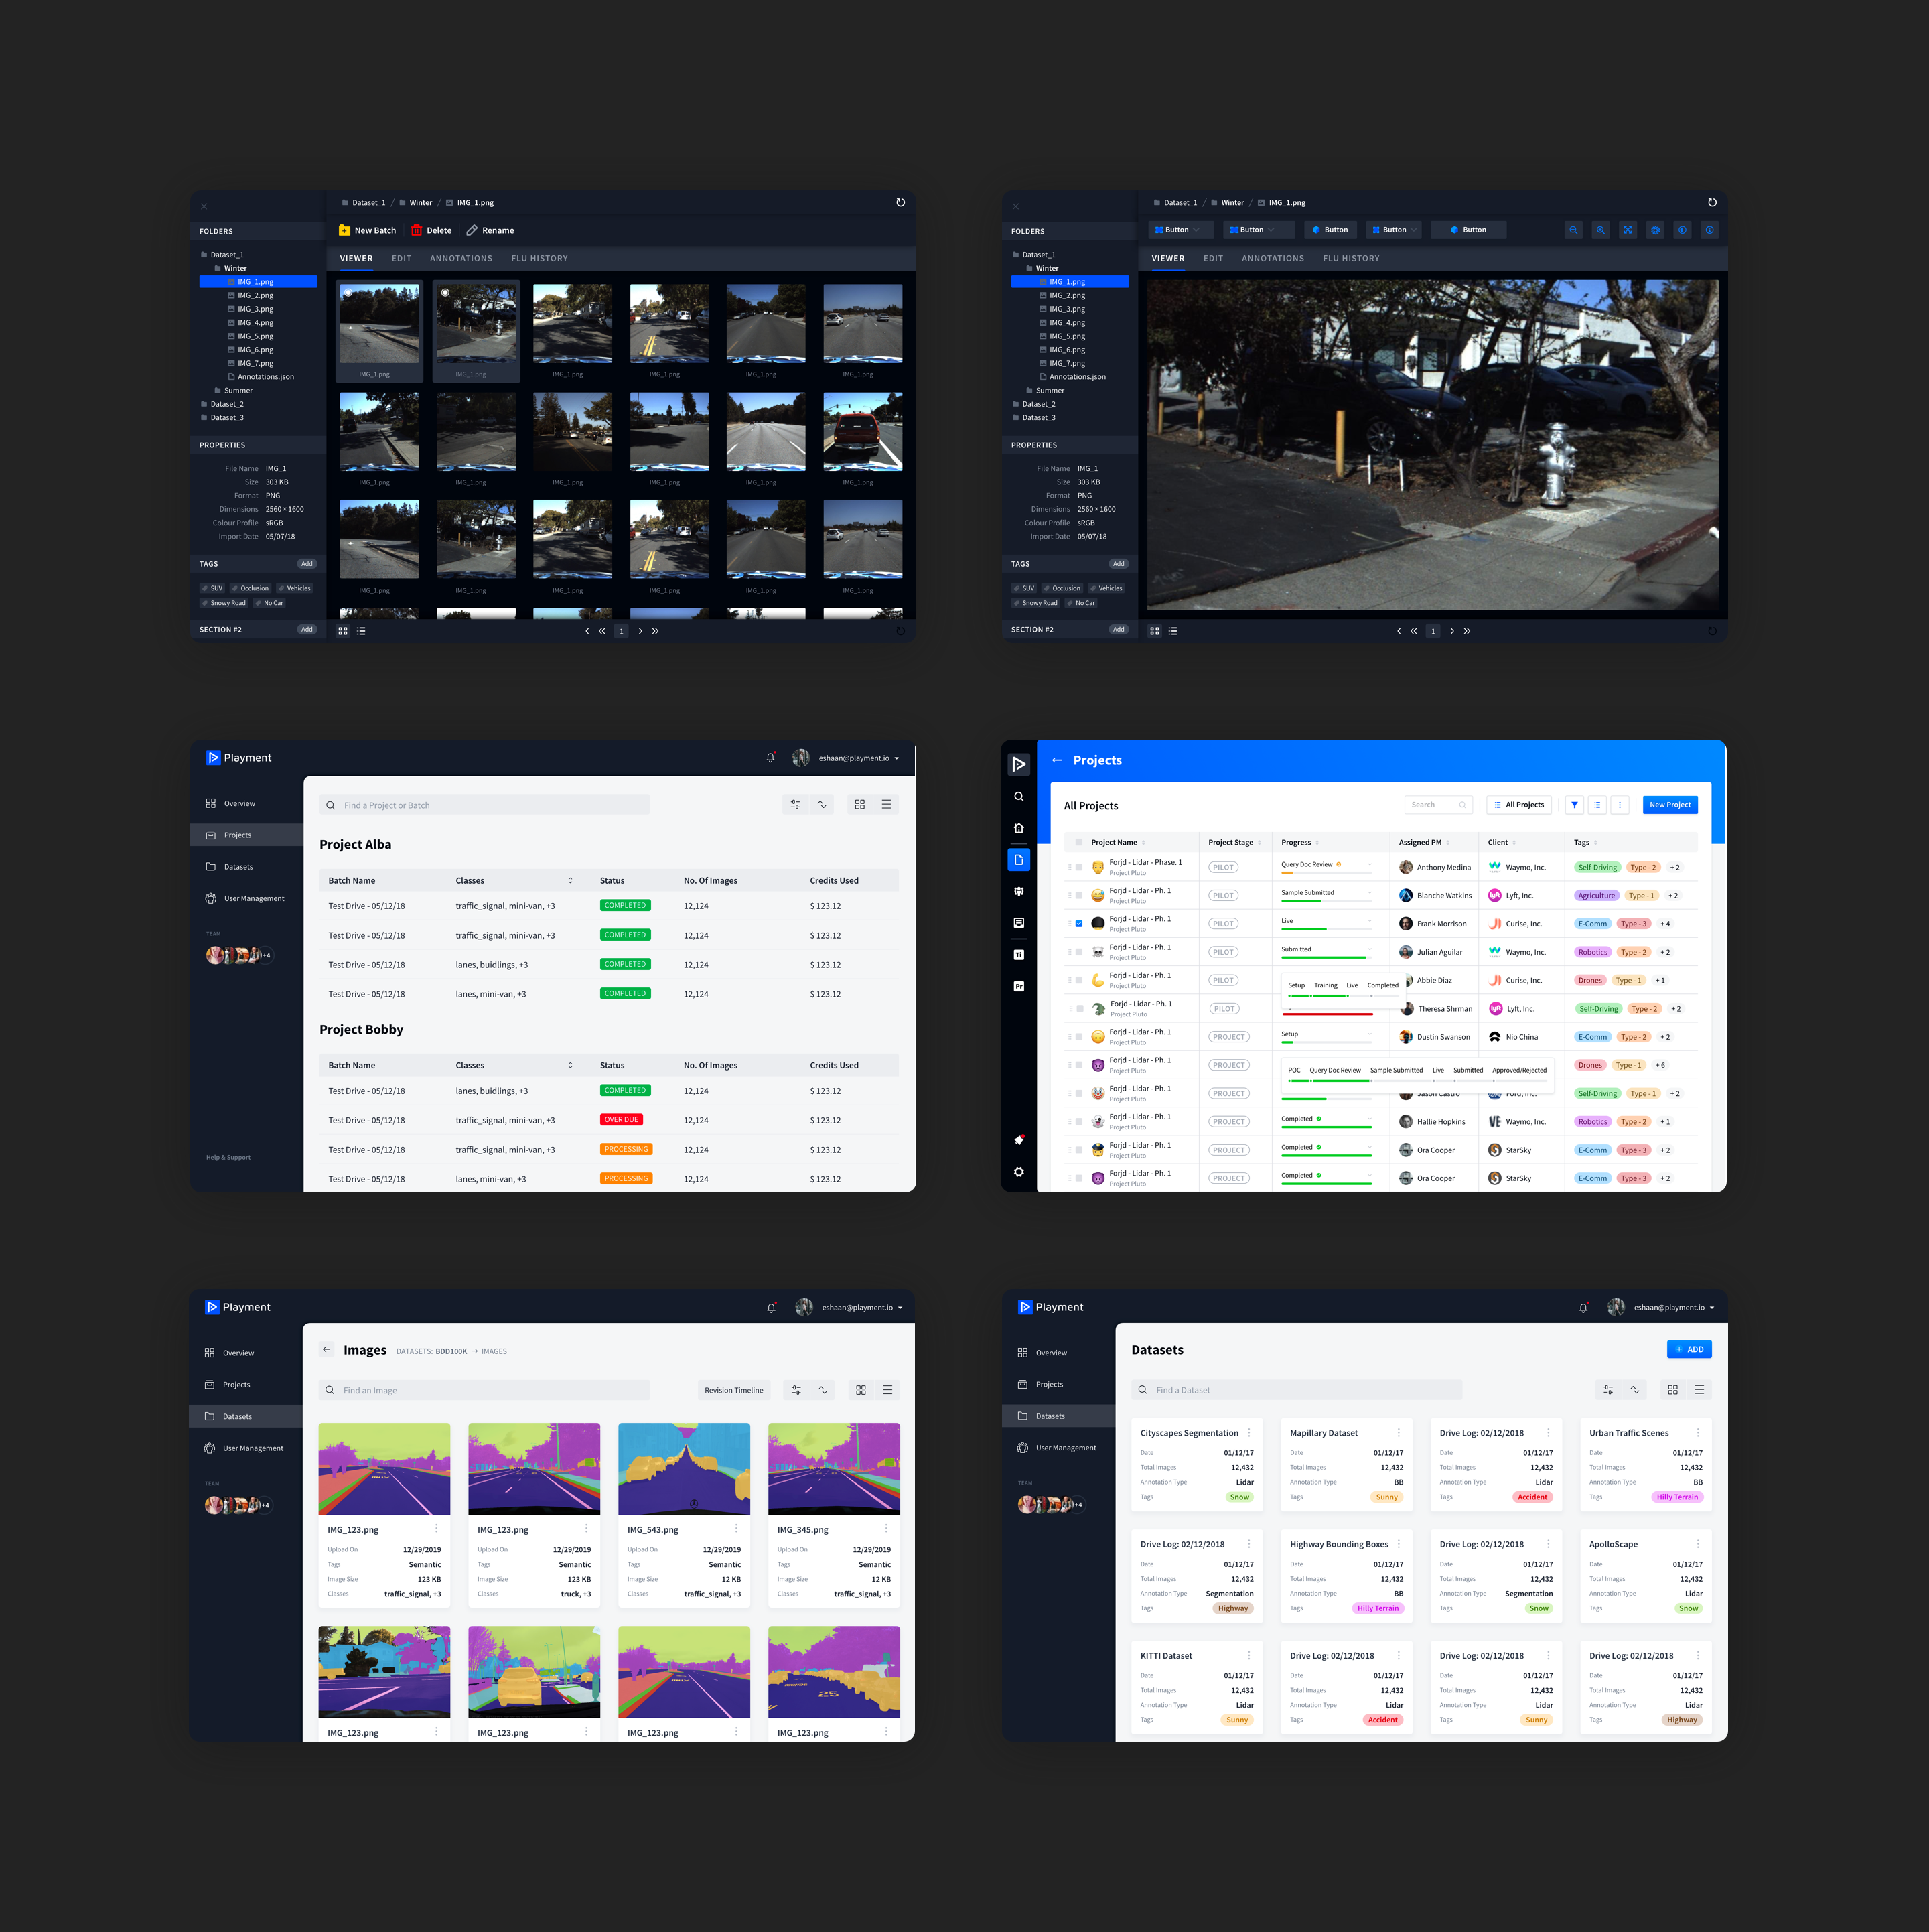 Dataset_1 / Winter / IMG_1.png
FOLDERS
New Batch Delete Rename
VIEWER EDIT ANNOTATIONS FLU HISTORY
Dataset_1
Winter
IMG_1.png
IMG_2.png
IMG_3.png
IMG_4.png
IMG_5.png
IMG_6.png
IMG_7.png
Annotations.json
Summer
Dataset_2
Dataset_3
PROPERTIES
File Name IMG_1
Size 303 KB
Format PNG
Dimensions 2560 × 1600
Colour Profile sRGB
Import Date 05/07/18
TAGS Add
SUV Occlusion Vehicles
Snowy Road No Car
SECTION #2 Add
IMG_1.png IMG_1.png IMG_1.png IMG_1.png IMG_1.png IMG_1.png
IMG_1.png IMG_1.png IMG_1.png IMG_1.png IMG_1.png IMG_1.png
IMG_1.png IMG_1.png IMG_1.png IMG_1.png IMG_1.png IMG_1.png
1
Dataset_1 / Winter / IMG_1.png
FOLDERS
Button Button Button Button Button
VIEWER EDIT ANNOTATIONS FLU HISTORY
Dataset_1
Winter
IMG_1.png
IMG_2.png
IMG_3.png
IMG_4.png
IMG_5.png
IMG_6.png
IMG_7.png
Annotations.json
Summer
Dataset_2
Dataset_3
PROPERTIES
File Name IMG_1
Size 303 KB
Format PNG
Dimensions 2560 × 1600
Colour Profile sRGB
Import Date 05/07/18
TAGS Add
SUV Occlusion Vehicles
Snowy Road No Car
SECTION #2 Add
1
Playment
eshaan@playment.io
Overview
Projects
Datasets
User Management
TEAM
+4
Help & Support
Find a Project or Batch
Project Alba
Batch Name Classes Status No. Of Images Credits Used
Test Drive - 05/12/18 traffic_signal, mini-van, +3 COMPLETED 12,124 $ 123.12
Test Drive - 05/12/18 traffic_signal, mini-van, +3 COMPLETED 12,124 $ 123.12
Test Drive - 05/12/18 lanes, buidlings, +3 COMPLETED 12,124 $ 123.12
Test Drive - 05/12/18 lanes, mini-van, +3 COMPLETED 12,124 $ 123.12
Project Bobby
Batch Name Classes Status No. Of Images Credits Used
Test Drive - 05/12/18 lanes, buidlings, +3 COMPLETED 12,124 $ 123.12
Test Drive - 05/12/18 traffic_signal, mini-van, +3 OVER DUE 12,124 $ 123.12
Test Drive - 05/12/18 traffic_signal, mini-van, +3 PROCESSING 12,124 $ 123.12
Test Drive - 05/12/18 lanes, mini-van, +3 PROCESSING 12,124 $ 123.12
Ti
Pr
← Projects
All Projects
Search All Projects New Project
Project Name Project Stage Progress Assigned PM Client Tags
Forjd - Lidar - Phase. 1 PILOT Query Doc Review Anthony Medina Waymo, Inc. Self-Driving Type - 2 + 2
Project Pluto
Forjd - Lidar - Ph. 1 PILOT Sample Submitted Blanche Watkins Lyft, Inc. Agriculture Type - 1 + 2
Project Pluto
Forjd - Lidar - Ph. 1 PILOT Live Frank Morrison Curise, Inc. E-Comm Type - 3 + 4
Project Pluto
Forjd - Lidar - Ph. 1 PILOT Submitted Julian Aguilar Waymo, Inc. Robotics Type - 2 + 2
Project Pluto
Forjd - Lidar - Ph. 1 PILOT Abbie Diaz Curise, Inc. Drones Type - 1 + 1
Project Pluto
Setup Training Live Completed
Forjd - Lidar - Ph. 1 PILOT Theresa Shrman Lyft, Inc. Self-Driving Type - 2 + 2
Project Pluto
Forjd - Lidar - Ph. 1 PROJECT Setup Dustin Swanson Nio China E-Comm Type - 2 + 2
Project Pluto
Forjd - Lidar - Ph. 1 PROJECT Drones Type - 1 + 6
Project Pluto
POC Query Doc Review Sample Submitted Live Submitted Approved/Rejected
Forjd - Lidar - Ph. 1 PROJECT Jason Castro Ford, Inc. Self-Driving Type - 1 + 2
Project Pluto
Forjd - Lidar - Ph. 1 PROJECT Completed Hallie Hopkins Waymo, Inc. Robotics Type - 2 + 1
Project Pluto
Forjd - Lidar - Ph. 1 PROJECT Completed Ora Cooper StarSky E-Comm Type - 3 + 2
Project Pluto
Forjd - Lidar - Ph. 1 PROJECT Completed Ora Cooper StarSky E-Comm Type - 3 + 2
Project Pluto
Playment
eshaan@playment.io
Overview
Projects
Datasets
User Management
TEAM
+4
← Images DATASETS: BDD100K → IMAGES
Find an Image Revision Timeline
IMG_123.png IMG_123.png IMG_543.png IMG_345.png
Upload On 12/29/2019 Upload On 12/29/2019 Upload On 12/29/2019 Upload On 12/29/2019
Tags Semantic Tags Semantic Tags Semantic Tags Semantic
Image Size 123 KB Image Size 123 KB Image Size 12 KB Image Size 12 KB
Classes traffic_signal, +3 Classes truck, +3 Classes traffic_signal, +3 Classes traffic_signal, +3
25
IMG_123.png IMG_123.png IMG_123.png IMG_123.png
Playment
eshaan@playment.io
Overview
Projects
Datasets
User Management
TEAM
+4
Datasets + ADD
Find a Dataset
Cityscapes Segmentation Mapillary Dataset Drive Log: 02/12/2018 Urban Traffic Scenes
Date 01/12/17 Date 01/12/17 Date 01/12/17 Date 01/12/17
Total Images 12,432 Total Images 12,432 Total Images 12,432 Total Images 12,432
Annotation Type Lidar Annotation Type BB Annotation Type Lidar Annotation Type BB
Tags Snow Tags Sunny Tags Accident Tags Hilly Terrain
Drive Log: 02/12/2018 Highway Bounding Boxes Drive Log: 02/12/2018 ApolloScape
Date 01/12/17 Date 01/12/17 Date 01/12/17 Date 01/12/17
Total Images 12,432 Total Images 12,432 Total Images 12,432 Total Images 12,432
Annotation Type Segmentation Annotation Type BB Annotation Type Segmentation Annotation Type Lidar
Tags Highway Tags Hilly Terrain Tags Snow Tags Snow
KITTI Dataset Drive Log: 02/12/2018 Drive Log: 02/12/2018 Drive Log: 02/12/2018
Date 01/12/17 Date 01/12/17 Date 01/12/17 Date 01/12/17
Total Images 12,432 Total Images 12,432 Total Images 12,432 Total Images 12,432
Annotation Type Lidar Annotation Type Lidar Annotation Type Lidar Annotation Type Lidar
Tags Sunny Tags Accident Tags Sunny Tags Highway